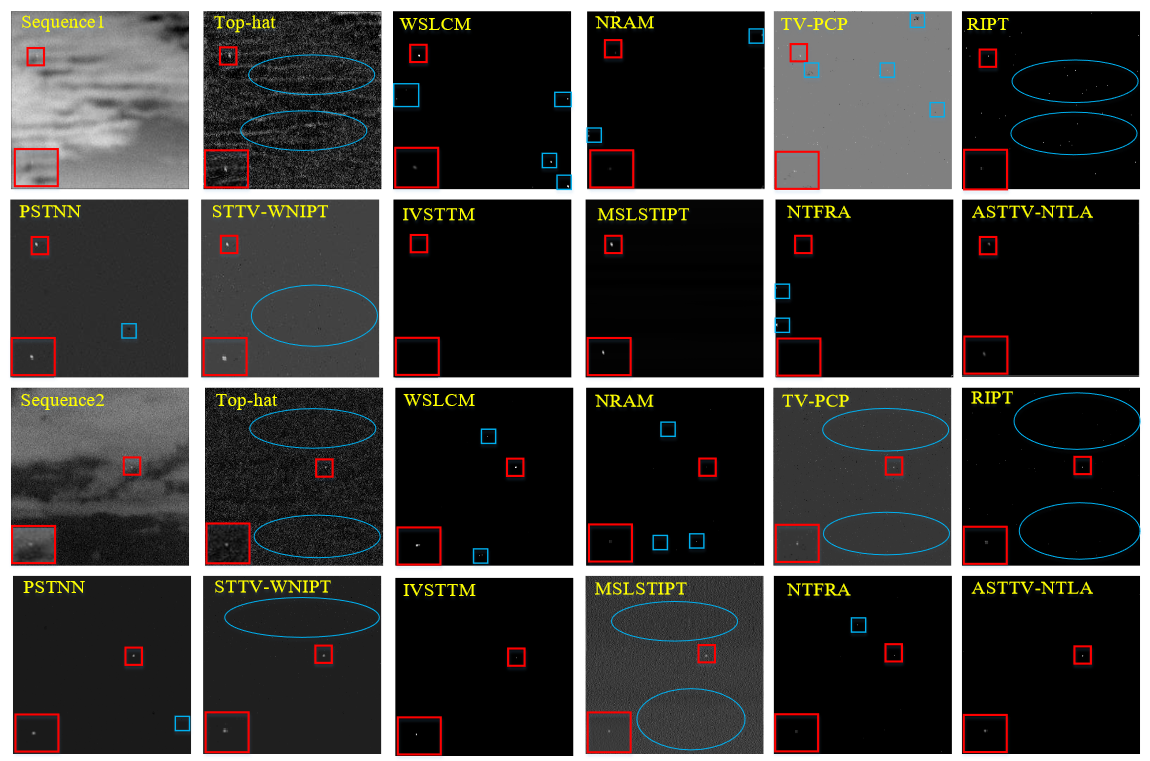 Sequence1
Top-hat
WSLCM
NRAM
TV-PCP
RIPT
PSTNN
STTV-WNIPT
IVSTTM
MSLSTIPT
NTFRA
ASTTV-NTLA
Sequence2
Top-hat
WSLCM
NRAM
TV-PCP
RIPT
PSTNN
STTV-WNIPT
IVSTTM
MSLSTIPT
NTFRA
ASTTV-NTLA